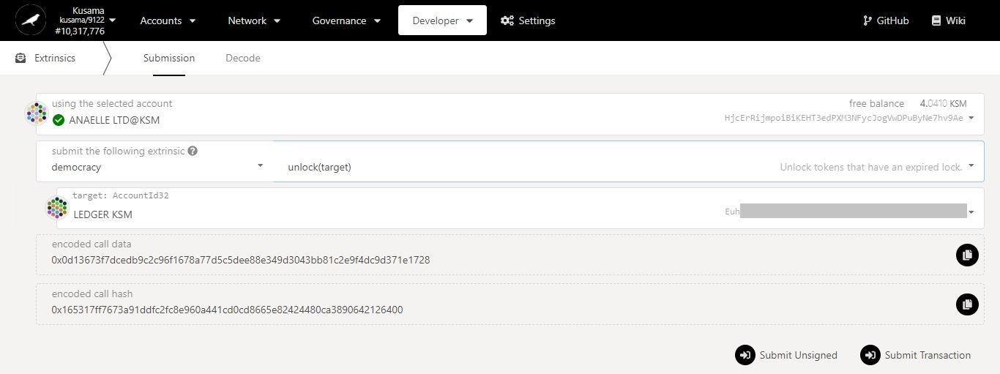 Kusama
kusama/9122
#10,317,776
Accounts
Network
Governance
Developer
Settings
GitHub
Wiki
Extrinsics
Submission
Decode
using the selected account
ANAELLE LTD@KSM
free balance 4.0410 KSM
HjcErRijmpoiBiKEHT3edPXM3NFycJogVwDPuByNe7hv9Ae
submit the following extrinsic
democracy
unlock(target)
Unlock tokens that have an expired lock.
target: AccountId32
LEDGER KSM
Euh
encoded call data
0x0d13673f7dcedb9c2c96f1678a77d5c5dee88e349d3043bb81c2e9f4dc9d371e1728
encoded call hash
0x165317ff7673a91ddfc2fc8e960a441cd0cd8665e82424480ca3890642126400
Submit Unsigned
Submit Transaction